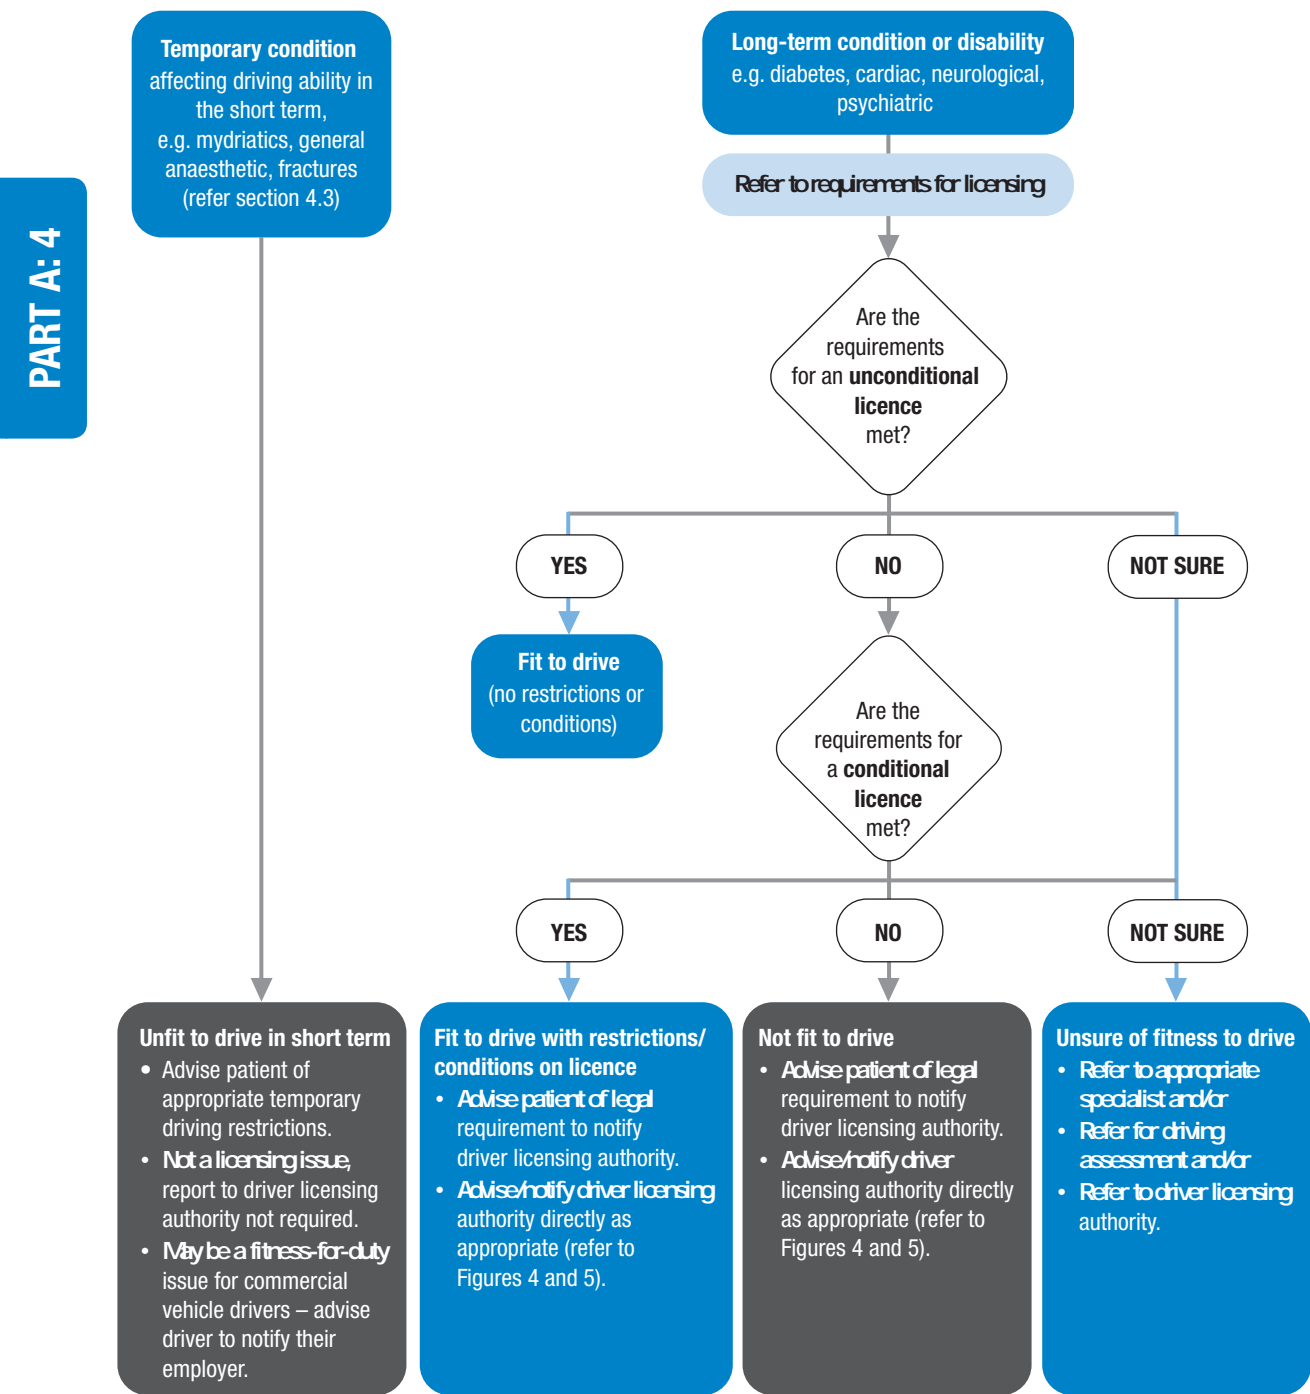 PART A: 4
Temporary condition
affecting driving ability in
the short term,
e.g. mydriatics, general
anaesthetic, fractures
(refer section 4.3)
Long-term condition or disability
e.g. diabetes, cardiac, neurological,
psychiatric
Refer to requirements for licensing
Are the
requirements
for an unconditional
licence
met?
YES
NO
NOT SURE
Fit to drive
(no restrictions or
conditions)
Are the
requirements for
a conditional
licence
met?
YES
NO
NOT SURE
Unfit to drive in short term
• Advise patient of
appropriate temporary
driving restrictions.
• Not a licensing issue,
report to driver licensing
authority not required.
• May be a fitness-for-duty
issue for commercial
vehicle drivers – advise
driver to notify their
employer.
Fit to drive with restrictions/
conditions on licence
• Advise patient of legal
requirement to notify
driver licensing authority.
• Advise/notify driver licensing
authority directly as
appropriate (refer to
Figures 4 and 5).
Not fit to drive
• Advise patient of legal
requirement to notify
driver licensing authority.
• Advise/notify driver
licensing authority directly
as appropriate (refer to
Figures 4 and 5).
Unsure of fitness to drive
• Refer to appropriate
specialist and/or
• Refer for driving
assessment and/or
• Refer to driver licensing
authority.